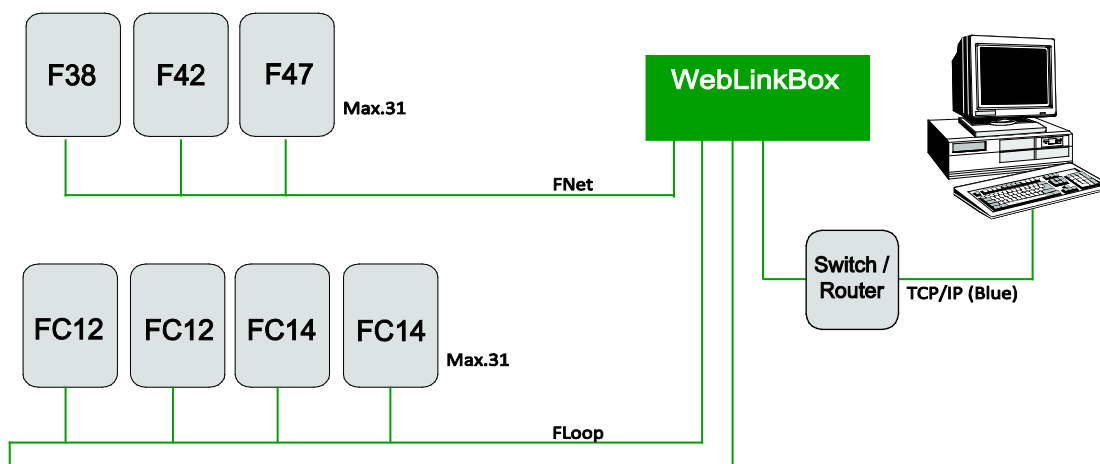 F38
F42
F47
Max.31
WebLinkBox
FNet
Switch /
Router
TCP/IP (Blue)
FC12
FC12
FC14
FC14
Max.31
FLoop